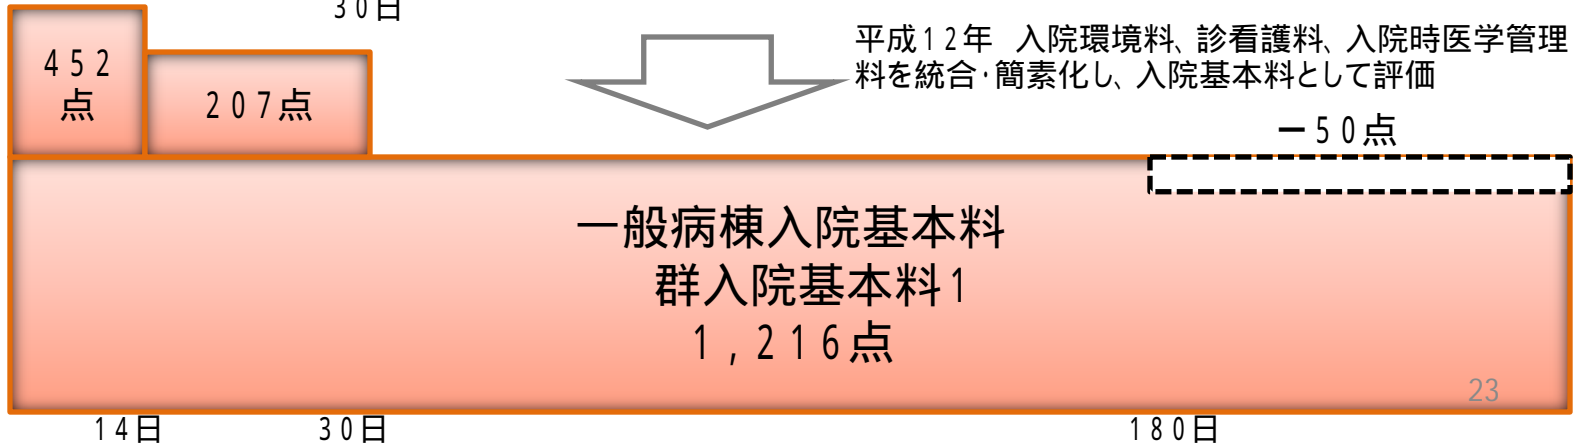 30日
平成12年 入院環境料、診看護料、入院時医学管理
料を統合・簡素化し、入院基本料として評価
452
点
207点
ー50点
一般病棟入院基本料
群入院基本料1
1,216点
23
14日
30日
180日